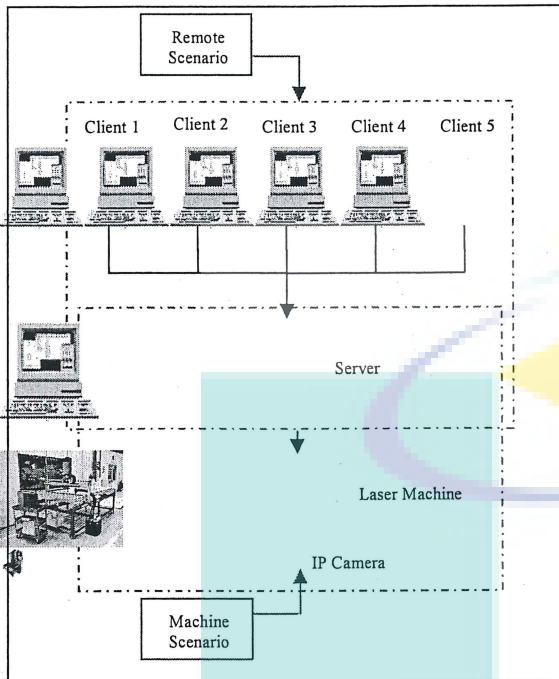 Remote
Scenario
Client 1 Client 2 Client 3 Client 4 Client 5
Server
Laser Machine
IP Camera
Machine
Scenario